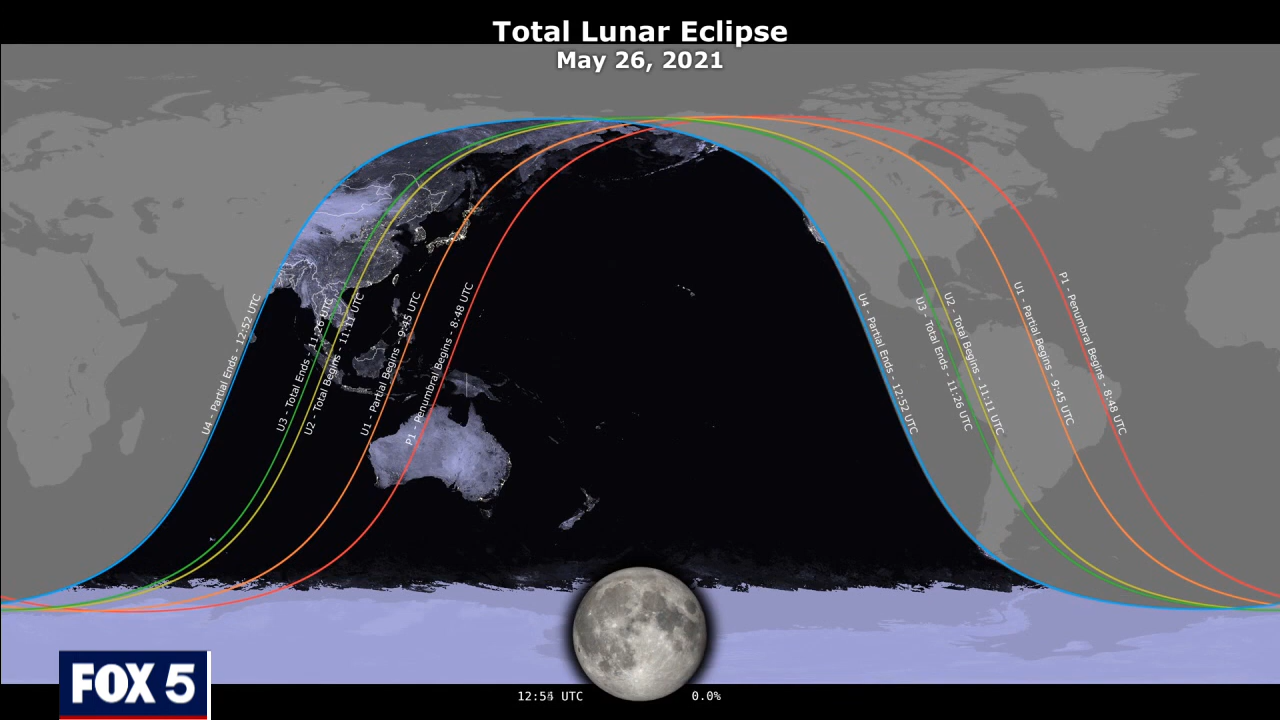 Total Lunar Eclipse
May 26, 2021
U4 - Partial Ends - 12:52 UTC
U3 - Total Ends - 11:26 UTC
U2 - Total Begins - 11:11 UTC
U1 - Partial Begins - 9:45 UTC
P1 - Penumbral Begins - 8:48 UTC
U4 - Partial Ends - 12:52 UTC
U3 - Total Ends - 11:26 UTC
U2 - Total Begins - 11:11 UTC
U1 - Partial Begins - 9:45 UTC
P1 - Penumbral Begins - 8:48 UTC
FOX 5
12:54 UTC
0.0%